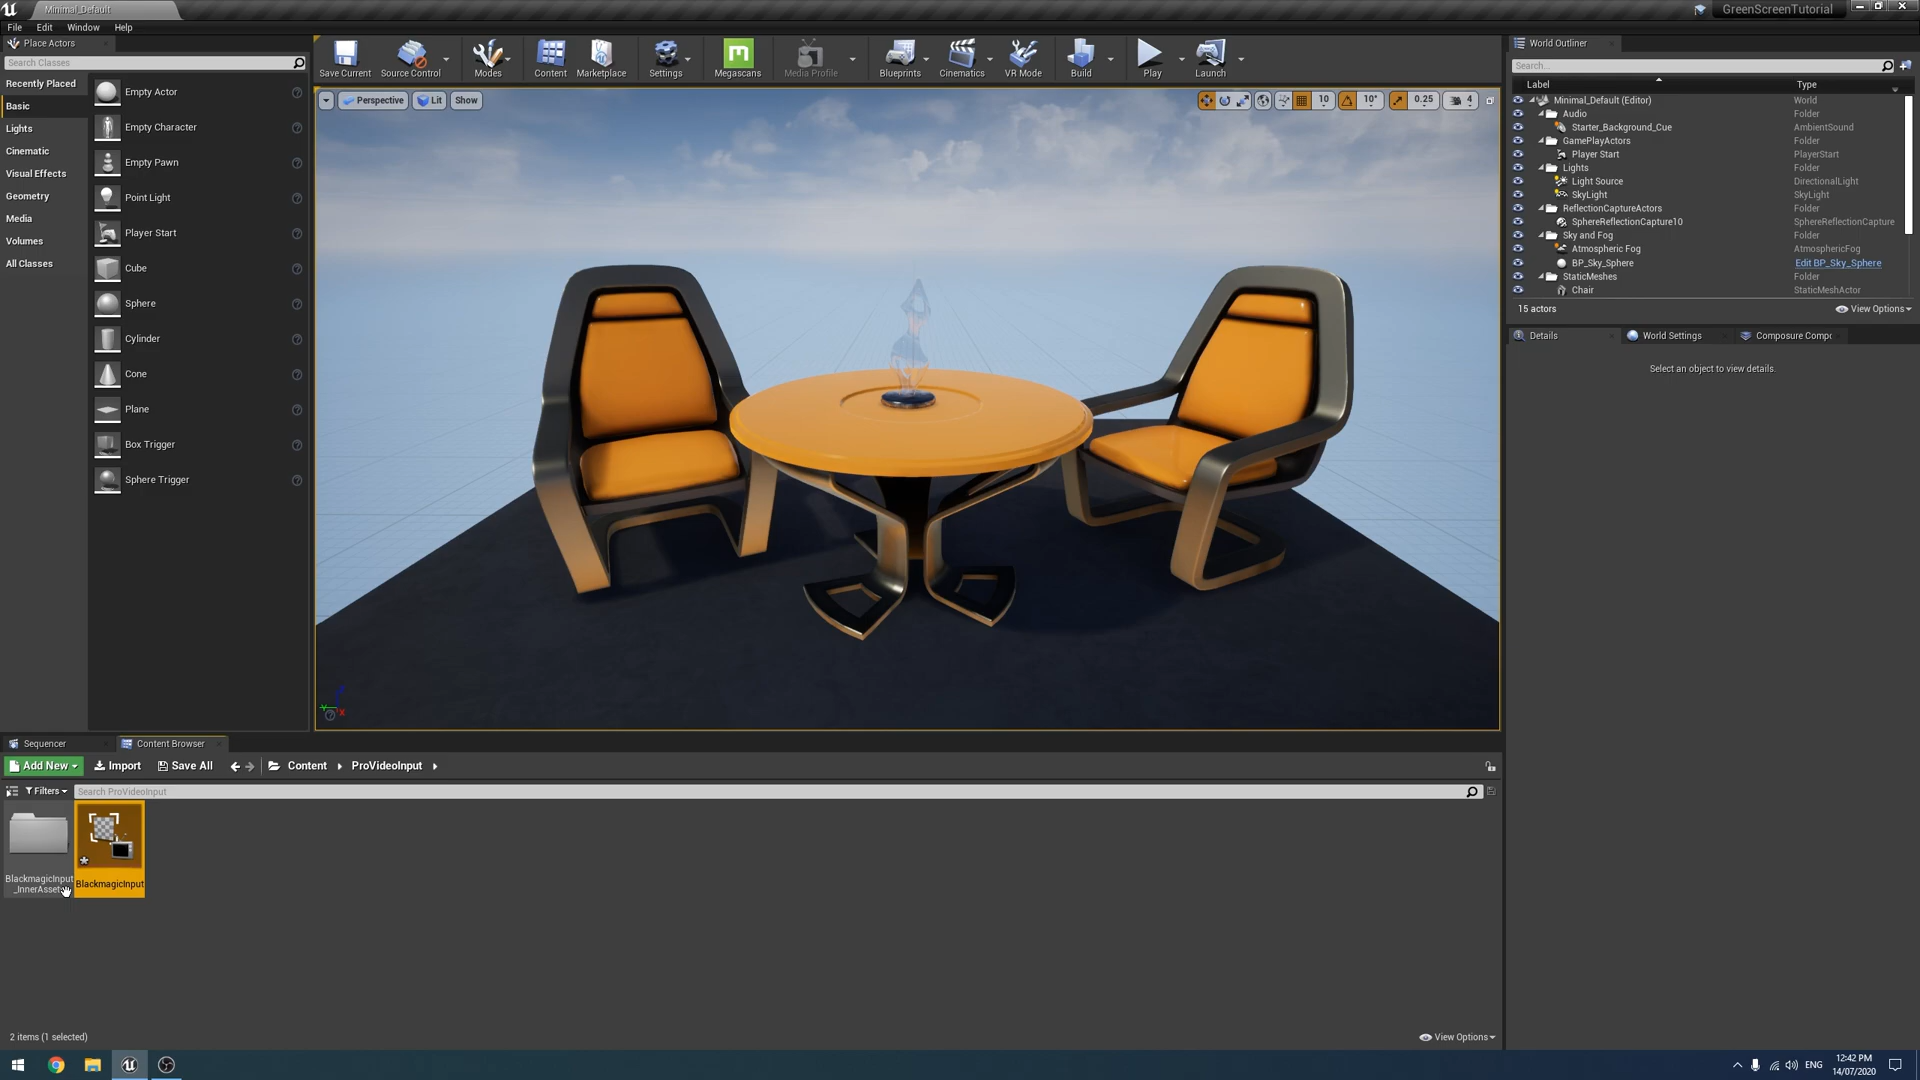 Minimal_Default
GreenScreenTutorial
File Edit Window Help
Place Actors
Search Classes
Recently Placed
Basic
Lights
Cinematic
Visual Effects
Geometry
Media
Volumes
All Classes
Empty Actor
Empty Character
Empty Pawn
Point Light
Player Start
Cube
Sphere
Cylinder
Cone
Plane
Box Trigger
Sphere Trigger
Save Current
Source Control
Modes
Content
Marketplace
Settings
Megascans
Media Profile
Blueprints
Cinematics
VR Mode
Build
Play
Launch
Perspective Lit Show
10 10° 0.25 4
World Outliner
Search...
Label Type
Minimal_Default (Editor) World
Audio Folder
Starter_Background_Cue AmbientSound
GamePlayActors Folder
Player Start PlayerStart
Lights Folder
Light Source DirectionalLight
SkyLight SkyLight
ReflectionCaptureActors Folder
SphereReflectionCapture10 SphereReflectionCapture
Sky and Fog Folder
Atmospheric Fog AtmosphericFog
BP_Sky_Sphere Edit BP_Sky_Sphere
StaticMeshes Folder
Chair StaticMeshActor
15 actors View Options
Details World Settings Composure Compo
Select an object to view details.
Sequencer Content Browser
Add New Import Save All Content ProVideoInput
Filters Search ProVideoInput
BlackmagicInput
_InnerAsset
BlackmagicInput
2 items (1 selected) View Options
ENG
12:42 PM
14/07/2020